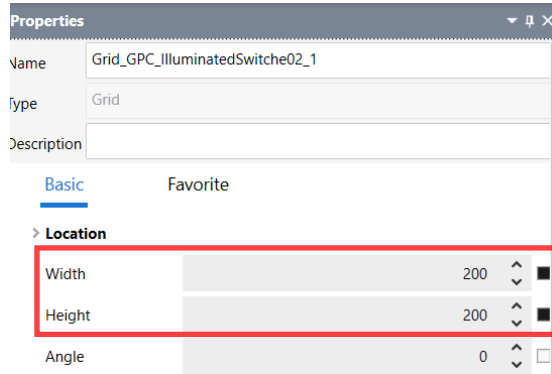 Properties
Name Grid_GPC_IlluminatedSwitche02_1
Type Grid
Description
Basic Favorite
Location
Width 200
Height 200
Angle 0